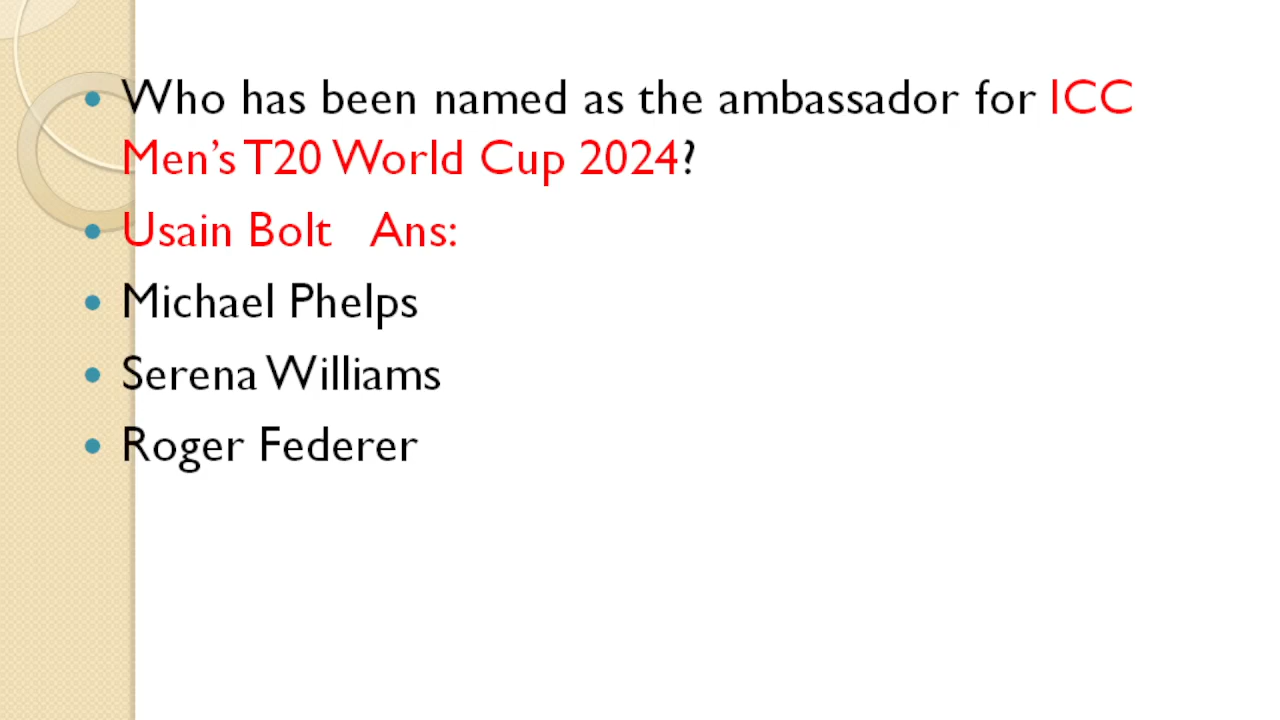 Who has been named as the ambassador for ICC
Men's T20 World Cup 2024?
Usain Bolt   Ans:
Michael Phelps
Serena Williams
Roger Federer